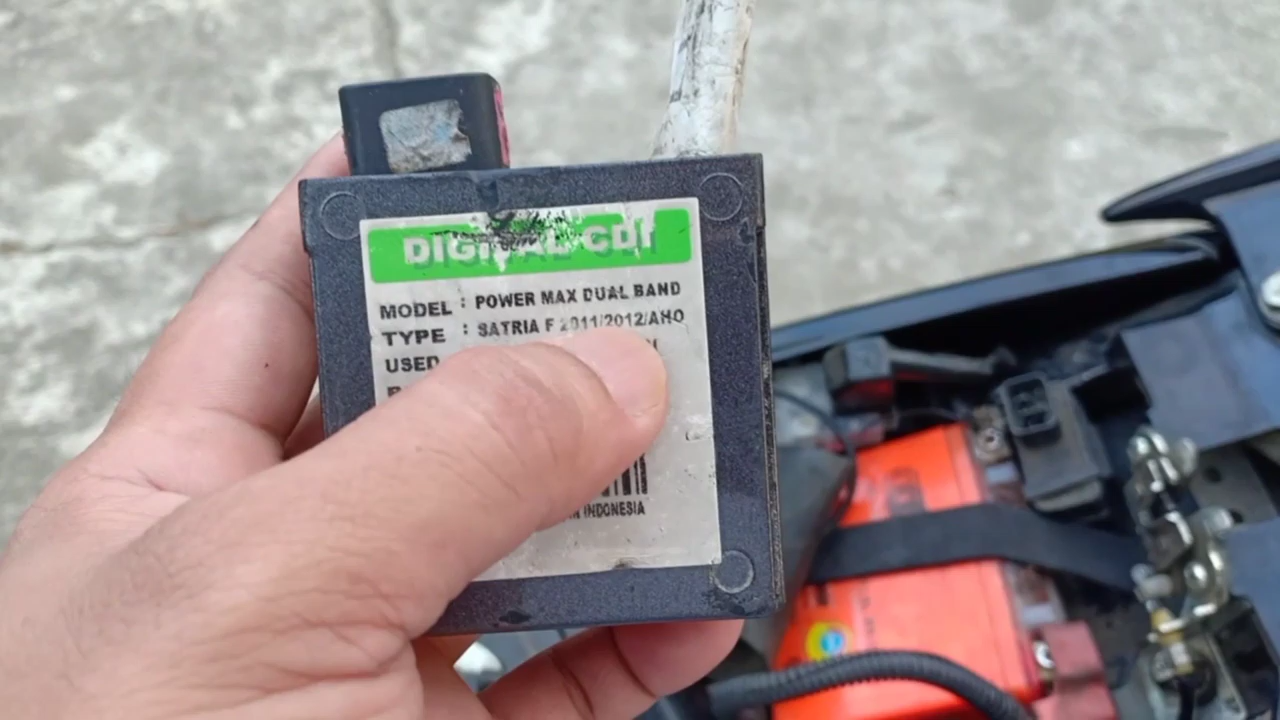 DIGITAL CDI
MODEL : POWER MAX DUAL BAND
TYPE : SATRIA F 2011/2012/AHO
USED
INDONESIA